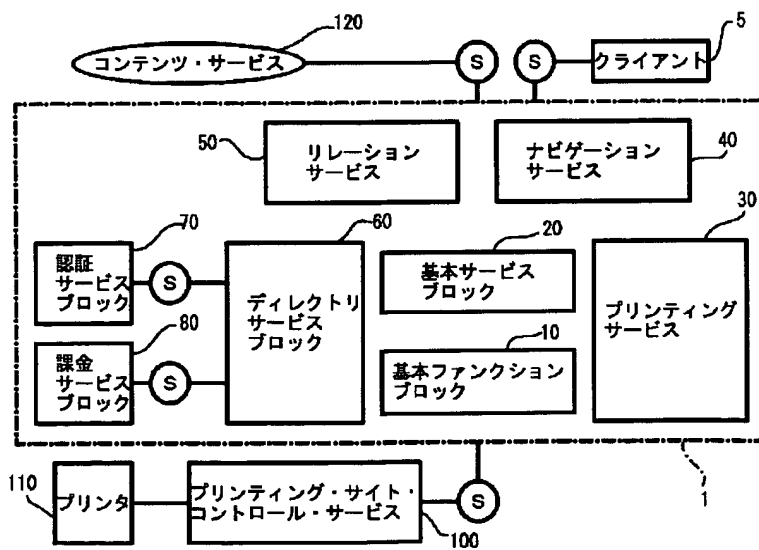 120
コンテンツ・サービス
S
S
5
クライアント
50
リレーション
サービス
ナビゲーション
サービス
40
70
認証
サービス
ブロック
S
60
ディレクトリ
サービス
ブロック
20
基本サービス
ブロック
30
プリンティング
サービス
80
課金
サービス
ブロック
S
10
基本ファンクション
ブロック
110
プリンタ
プリンティング・サイト・
コントロール・サービス
100
S
1